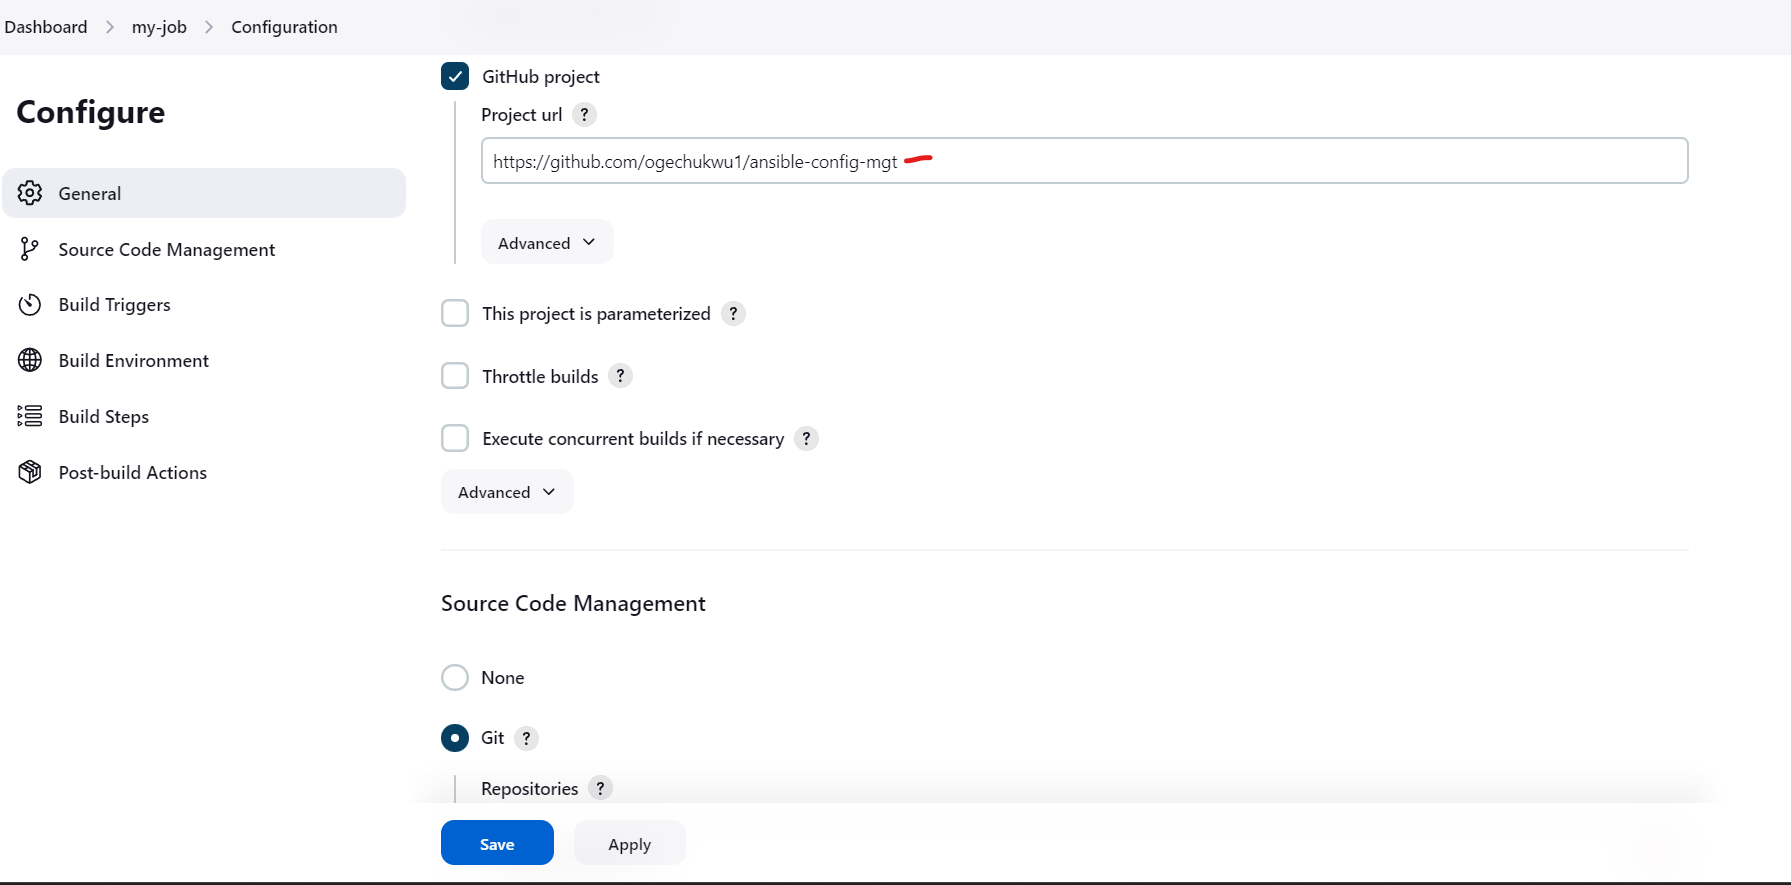 Dashboard > my-job > Configuration
Configure
General
Source Code Management
Build Triggers
Build Environment
Build Steps
Post-build Actions
GitHub project
Project url ?
https://github.com/ogechukwu1/ansible-config-mgt
Advanced
This project is parameterized ?
Throttle builds ?
Execute concurrent builds if necessary ?
Advanced
Source Code Management
None
Git ?
Repositories ?
Save
Apply